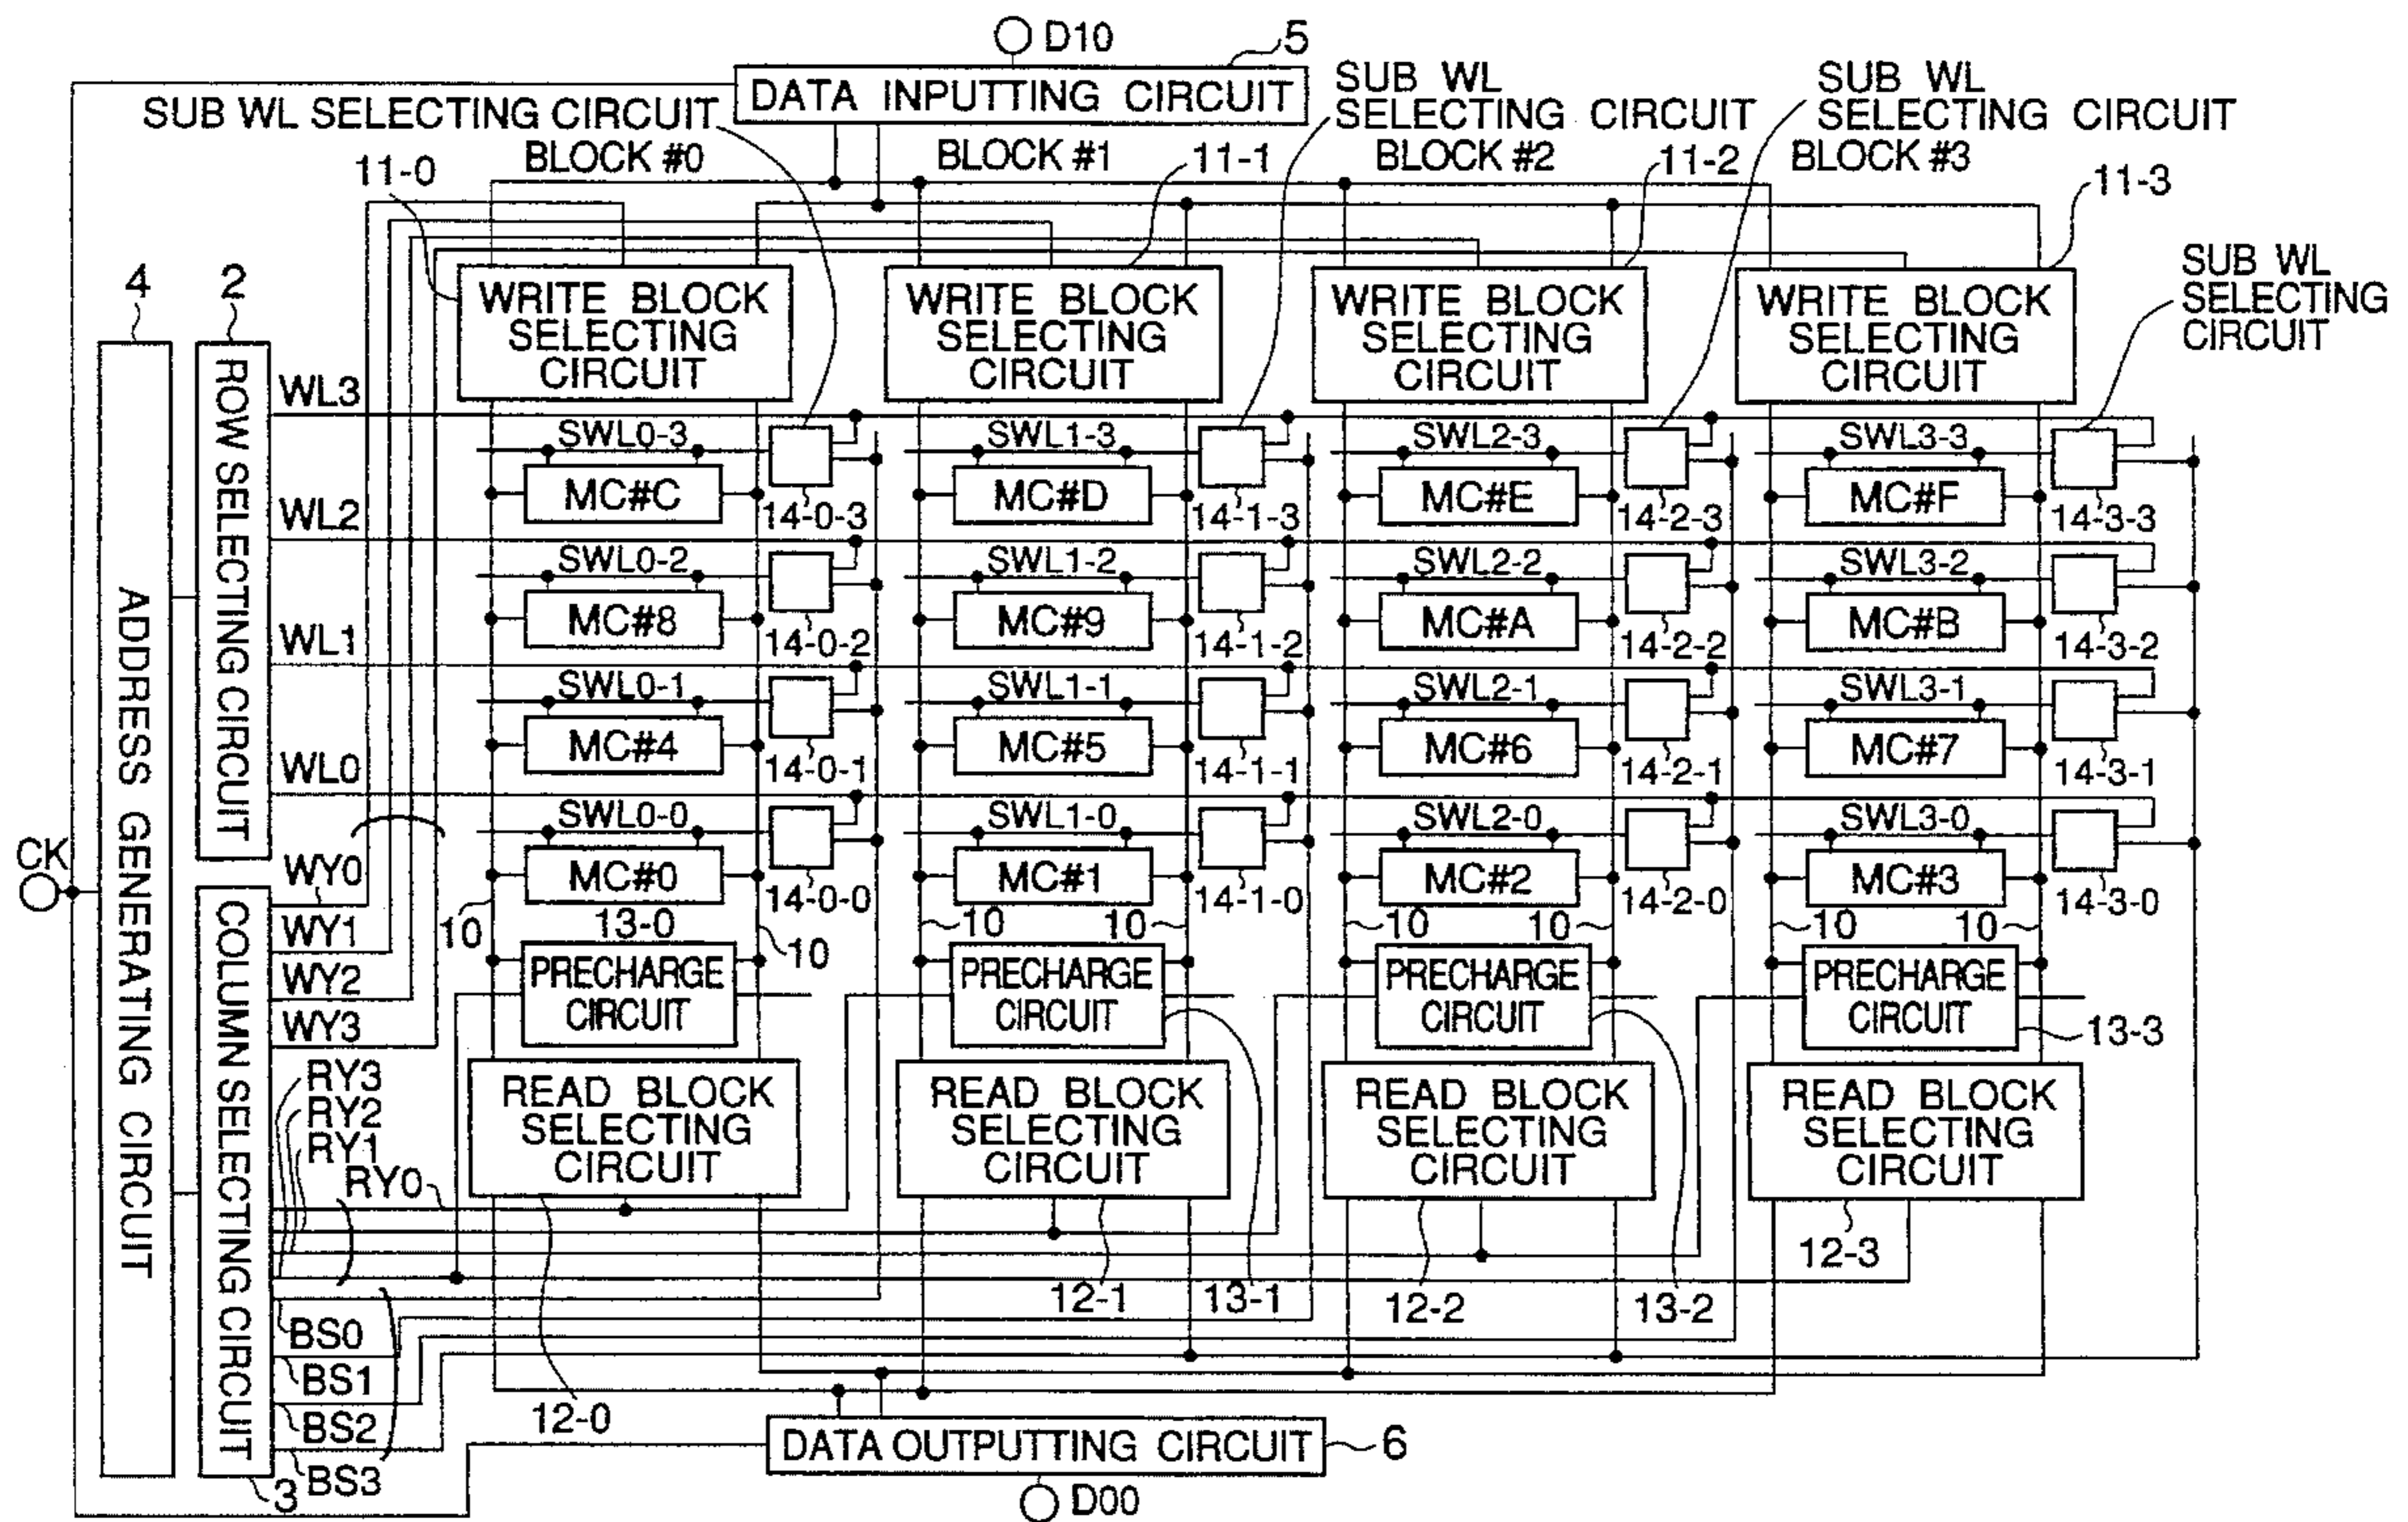 D10
5
DATA INPUTTING CIRCUIT
SUB WL SELECTING CIRCUIT
SUB WL
SELECTING CIRCUIT
SUB WL
SELECTING CIRCUIT
BLOCK #0
BLOCK #1
BLOCK #2
BLOCK #3
11-0
11-1
11-2
11-3
SUB WL
SELECTING
CIRCUIT
4
2
WRITE BLOCK
SELECTING
CIRCUIT
WRITE BLOCK
SELECTING
CIRCUIT
WRITE BLOCK
SELECTING
CIRCUIT
WRITE BLOCK
SELECTING
CIRCUIT
ADDRESS GENERATING CIRCUIT
ROW SELECTING CIRCUIT
COLUMN SELECTING CIRCUIT
CK
WL3
SWL0-3
SWL1-3
SWL2-3
SWL3-3
MC#C
MC#D
MC#E
MC#F
14-0-3
14-1-3
14-2-3
14-3-3
WL2
SWL0-2
SWL1-2
SWL2-2
SWL3-2
MC#8
MC#9
MC#A
MC#B
14-0-2
14-1-2
14-2-2
14-3-2
WL1
SWL0-1
SWL1-1
SWL2-1
SWL3-1
MC#4
MC#5
MC#6
MC#7
14-0-1
14-1-1
14-2-1
14-3-1
WL0
SWL0-0
SWL1-0
SWL2-0
SWL3-0
MC#0
MC#1
MC#2
MC#3
14-0-0
14-1-0
14-2-0
14-3-0
WY0
WY1
WY2
WY3
10
13-0
10
10
10
10
10
10
10
PRECHARGE
CIRCUIT
PRECHARGE
CIRCUIT
PRECHARGE
CIRCUIT
PRECHARGE
CIRCUIT
13-3
RY3
RY2
RY1
RY0
READ BLOCK
SELECTING
CIRCUIT
READ BLOCK
SELECTING
CIRCUIT
READ BLOCK
SELECTING
CIRCUIT
READ BLOCK
SELECTING
CIRCUIT
12-3
12-1
13-1
12-2
13-2
BS0
BS1
BS2
BS3
3
12-0
DATA OUTPUTTING CIRCUIT
6
D00